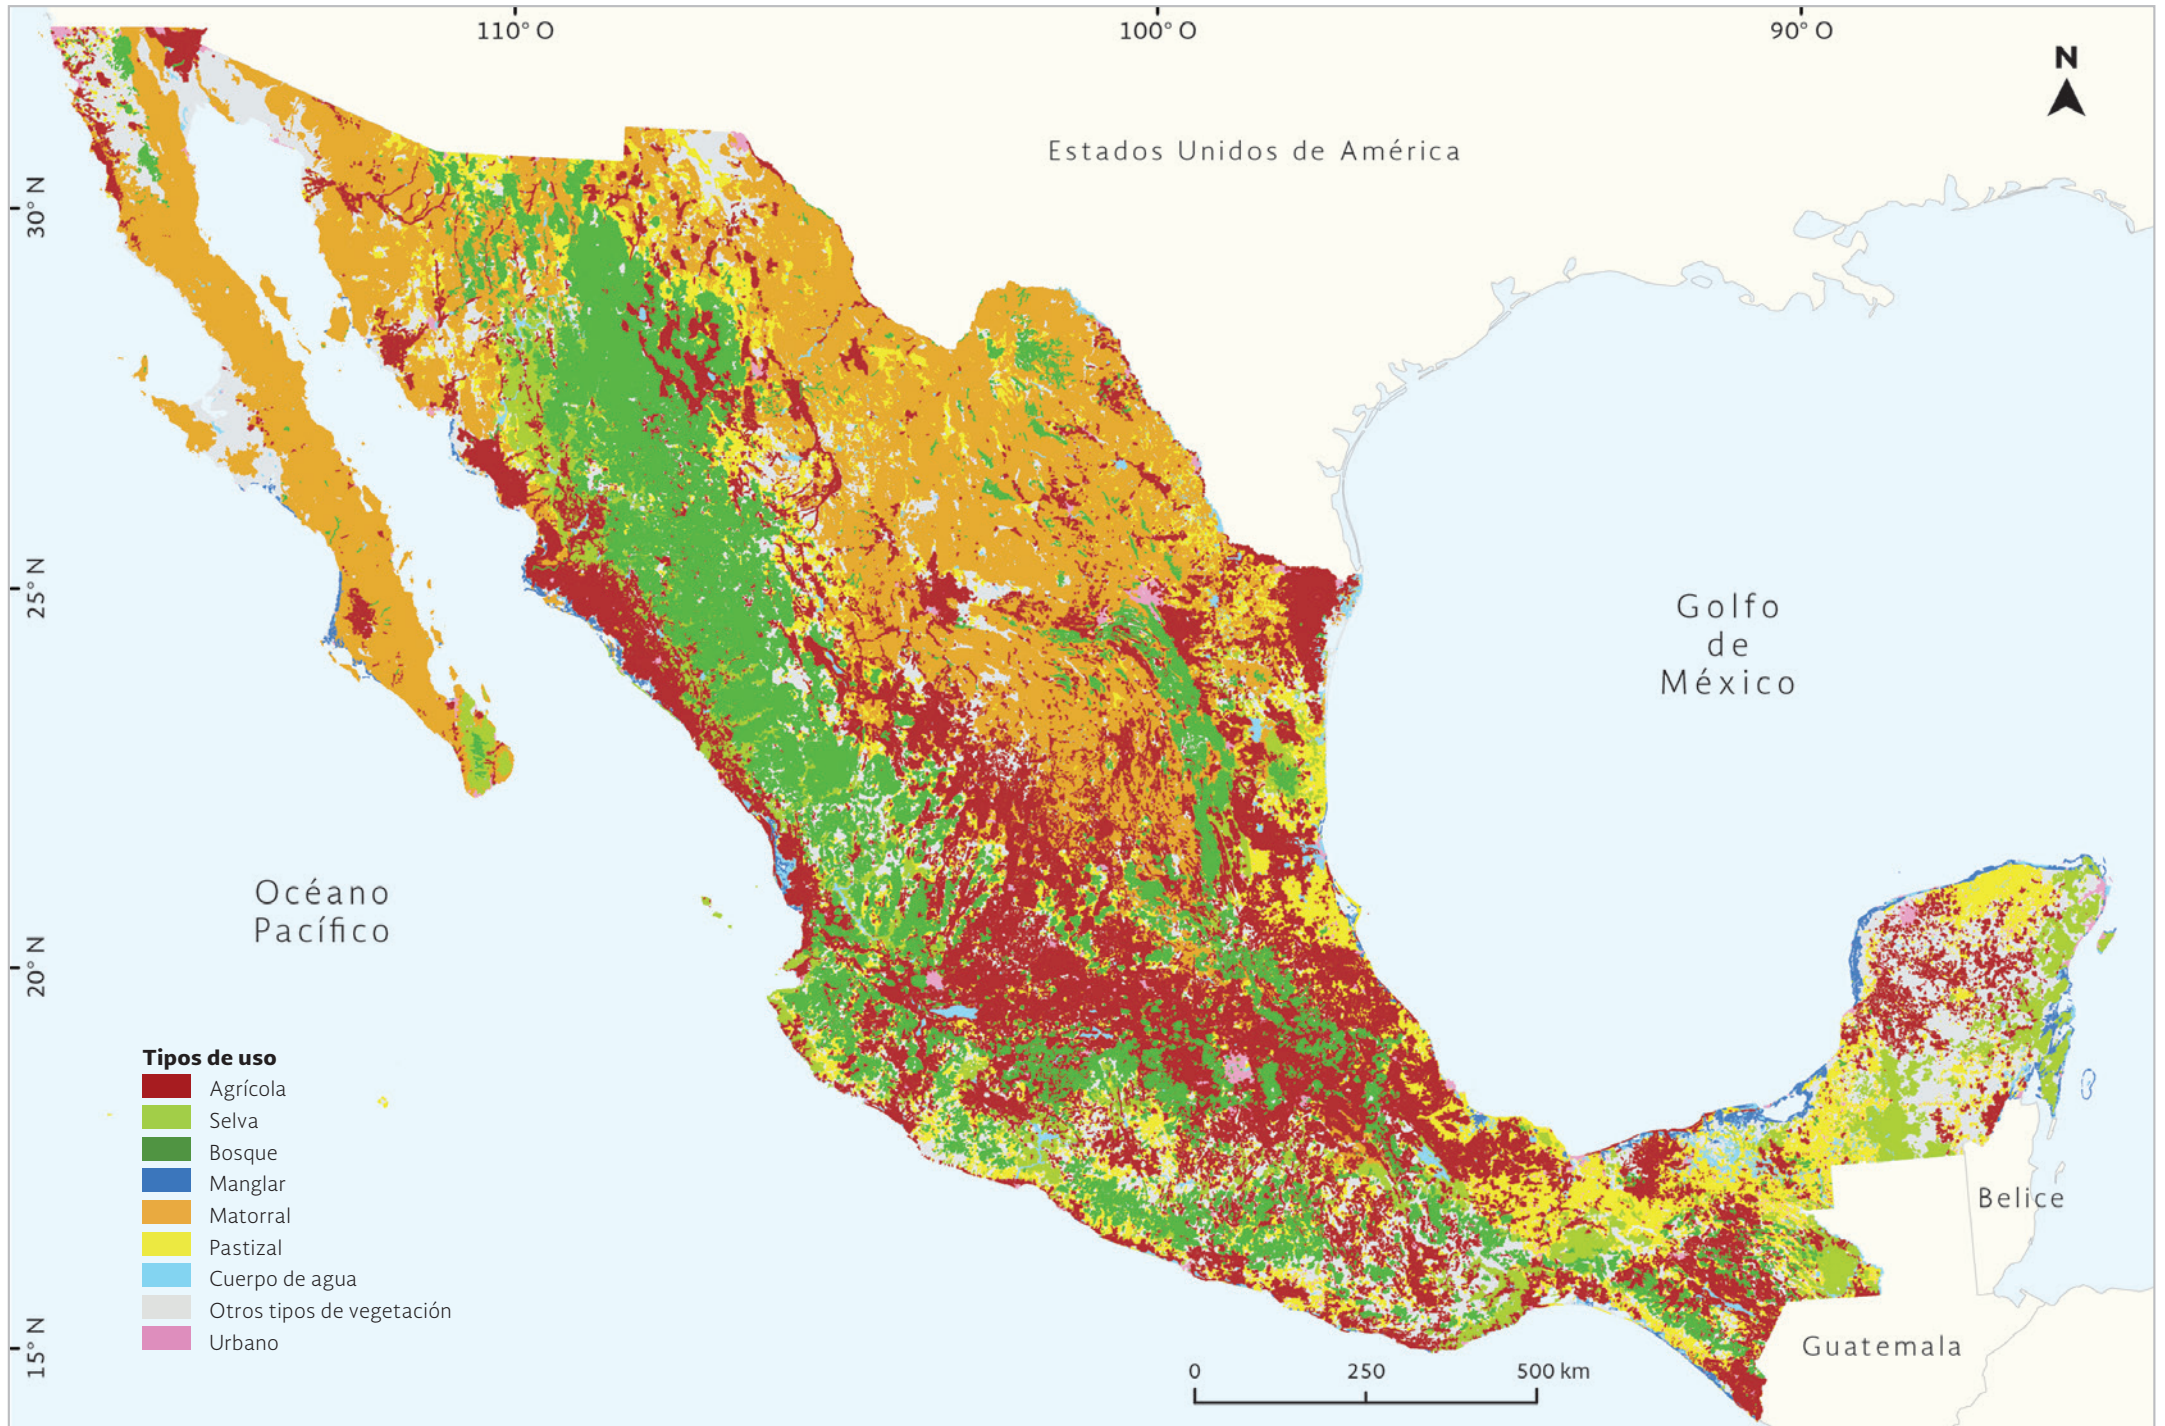 110° O
100° O
90° O
N
Estados Unidos de América
30° N
25° N
Golfo
de
México
Océano
Pacífico
20° N
Tipos de uso
Agrícola
Selva
Bosque
Manglar
Matorral
Pastizal
Cuerpo de agua
Otros tipos de vegetación
Urbano
Belice
Guatemala
15° N
0 250 500 km